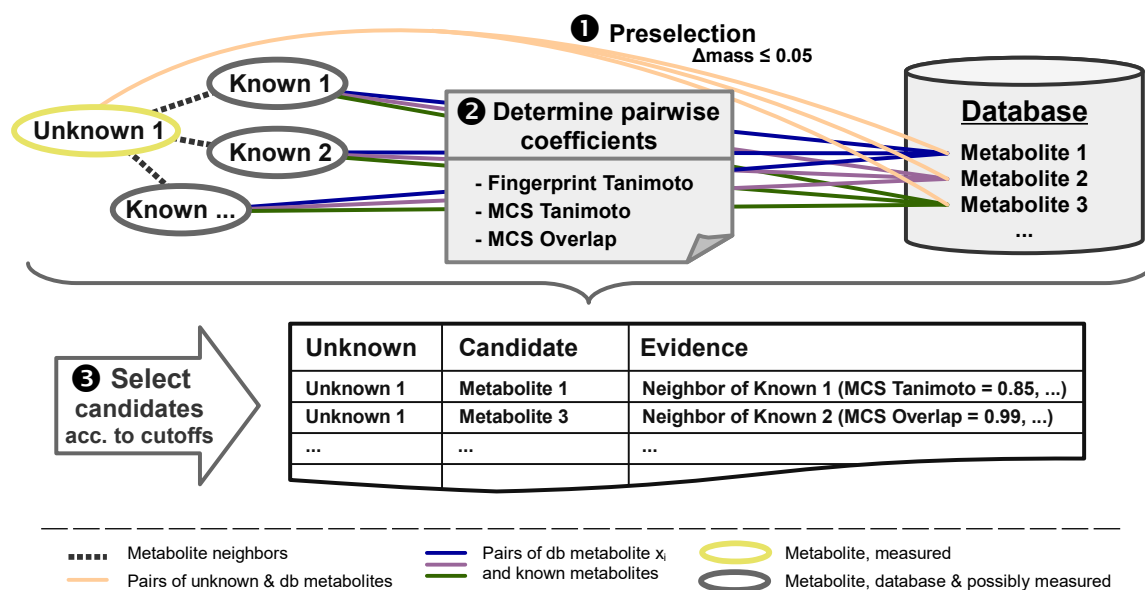 ❶ Preselection
Δmass ≤ 0.05
Known 1
Unknown 1
Known 2
Known ...
❷ Determine pairwise
coefficients
- Fingerprint Tanimoto
- MCS Tanimoto
- MCS Overlap
Database
Metabolite 1
Metabolite 2
Metabolite 3
...
❸ Select
candidates
acc. to cutoffs
Unknown Candidate Evidence
Unknown 1 Metabolite 1 Neighbor of Known 1 (MCS Tanimoto = 0.85, ...)
Unknown 1 Metabolite 3 Neighbor of Known 2 (MCS Overlap = 0.99, ...)
... ... ...
Metabolite neighbors
Pairs of unknown & db metabolites
Pairs of db metabolite xᵢ
and known metabolites
Metabolite, measured
Metabolite, database & possibly measured